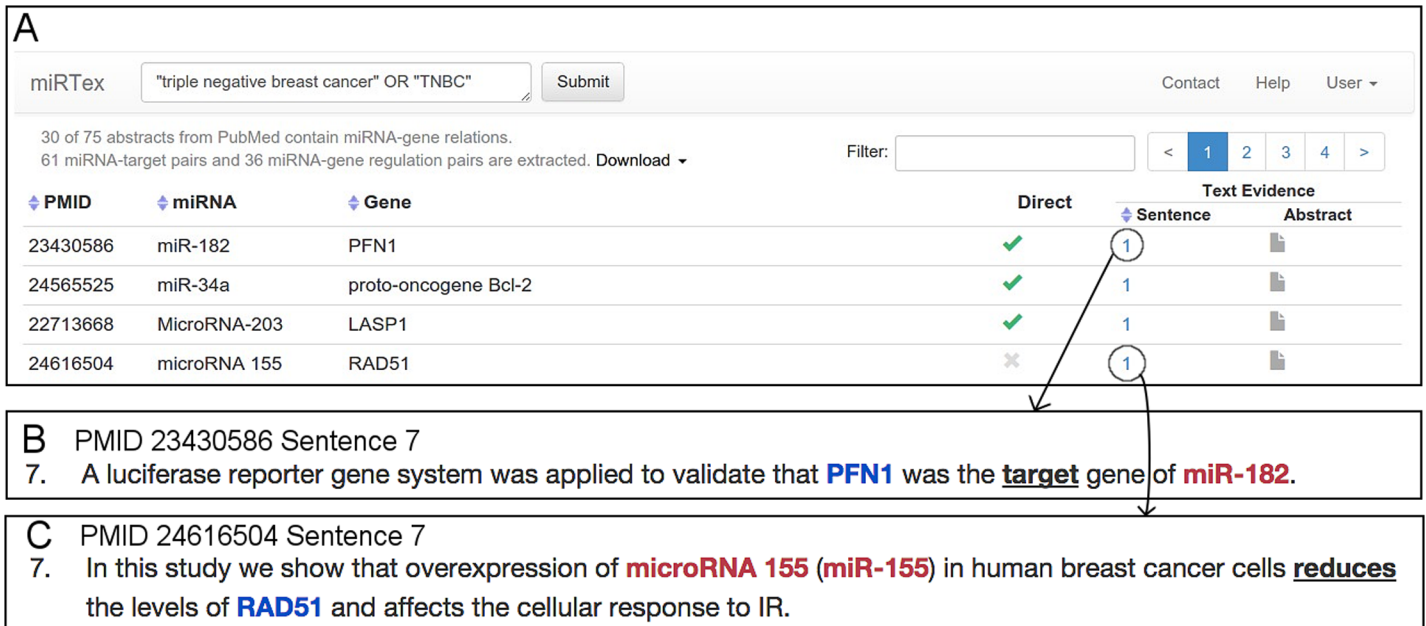 A
miRTex "triple negative breast cancer" OR "TNBC" Submit Contact Help User
30 of 75 abstracts from PubMed contain miRNA-gene relations.
61 miRNA-target pairs and 36 miRNA-gene regulation pairs are extracted. Download
Filter: < 1 2 3 4 >
Text Evidence
PMID miRNA Gene Direct Sentence Abstract
23430586 miR-182 PFN1 1
24565525 miR-34a proto-oncogene Bcl-2 1
22713668 MicroRNA-203 LASP1 1
24616504 microRNA 155 RAD51 1
B PMID 23430586 Sentence 7
7. A luciferase reporter gene system was applied to validate that PFN1 was the target gene of miR-182.
C PMID 24616504 Sentence 7
7. In this study we show that overexpression of microRNA 155 (miR-155) in human breast cancer cells reduces
the levels of RAD51 and affects the cellular response to IR.